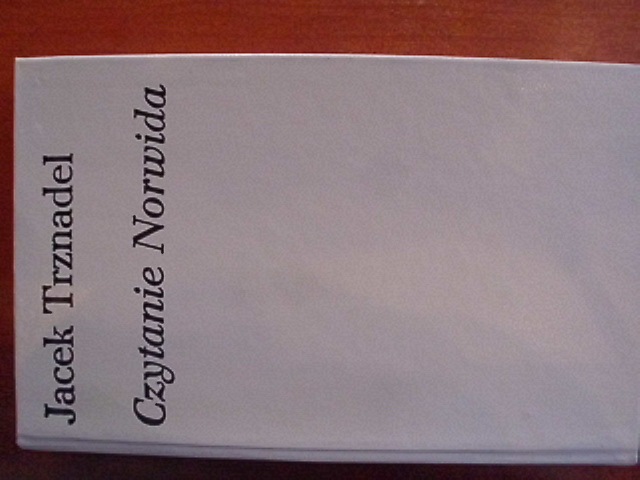 Jacek Trznadel
Czytanie Norwida